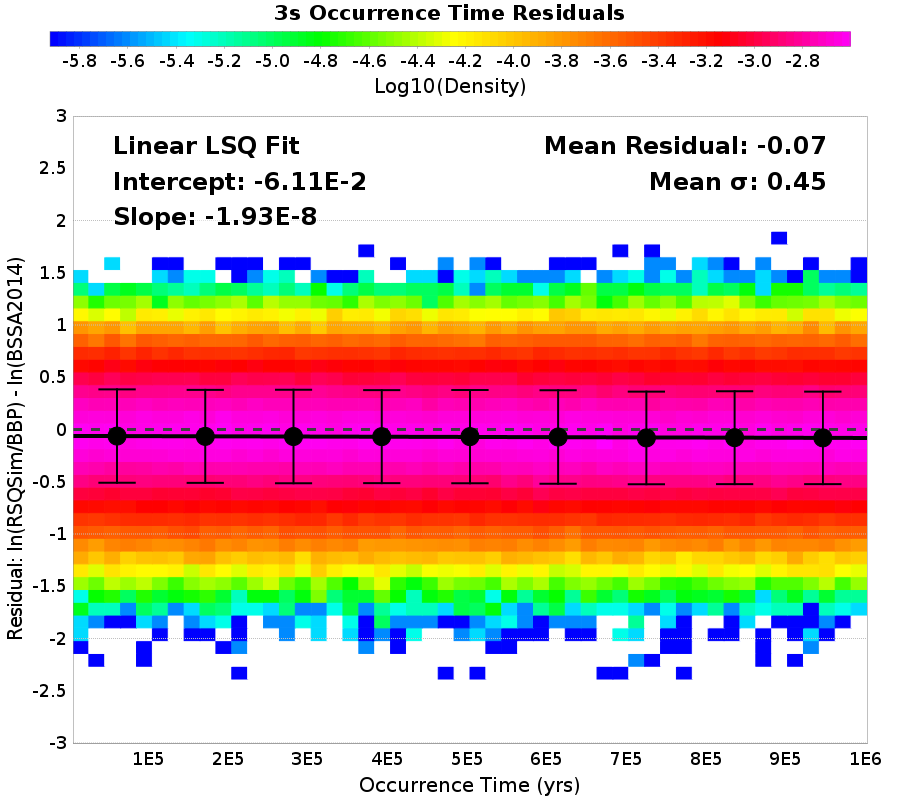 3s Occurrence Time Residuals
-5.8 -5.6 -5.4 -5.2 -5.0 -4.8 -4.6 -4.4 -4.2 -4.0 -3.8 -3.6 -3.4 -3.2 -3.0 -2.8
Log10(Density)
Linear LSQ Fit
Intercept: -6.11E-2
Slope: -1.93E-8
Mean Residual: -0.07
Mean σ: 0.45
Residual: ln(RSQSim/BBP) - ln(BSSA2014)
3
2.5
2
1.5
1
0.5
0
-0.5
-1
-1.5
-2
-2.5
-3
1E5 2E5 3E5 4E5 5E5 6E5 7E5 8E5 9E5 1E6
Occurrence Time (yrs)